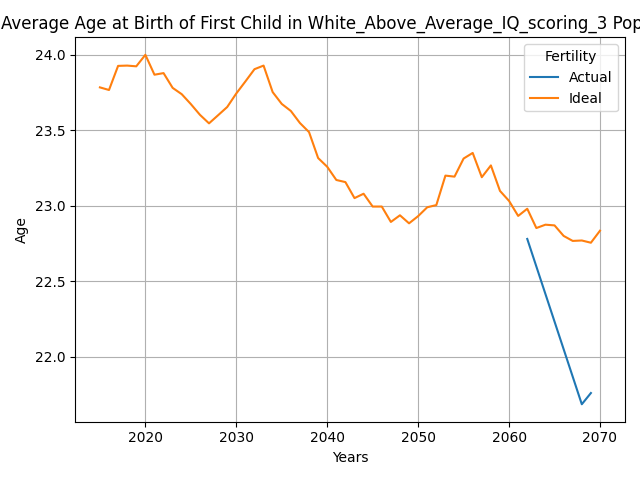 Average Age at Birth of First Child in White_Above_Average_IQ_scoring_3 Pop
Fertility
Actual
Ideal
24.0
23.5
23.0
22.5
22.0
Age
2020 2030 2040 2050 2060 2070
Years